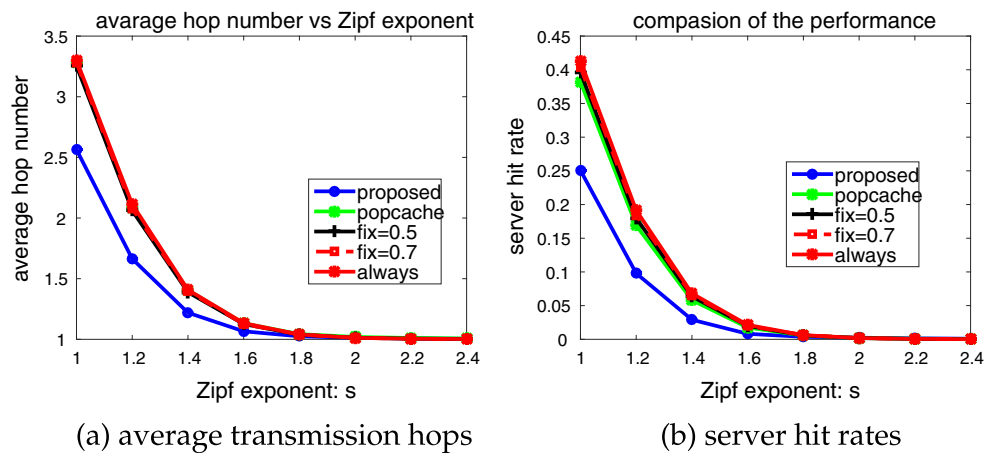 avarage hop number vs Zipf exponent
3.5
3
2.5
2
1.5
1
average hop number
proposed
popcache
fix=0.5
fix=0.7
always
1 1.2 1.4 1.6 1.8 2 2.2 2.4
Zipf exponent: s
(a) average transmission hops
compasion of the performance
0.45
0.4
0.35
0.3
0.25
0.2
0.15
0.1
0.05
0
server hit rate
proposed
popcache
fix=0.5
fix=0.7
always
1 1.2 1.4 1.6 1.8 2 2.2 2.4
Zipf exponent: s
(b) server hit rates